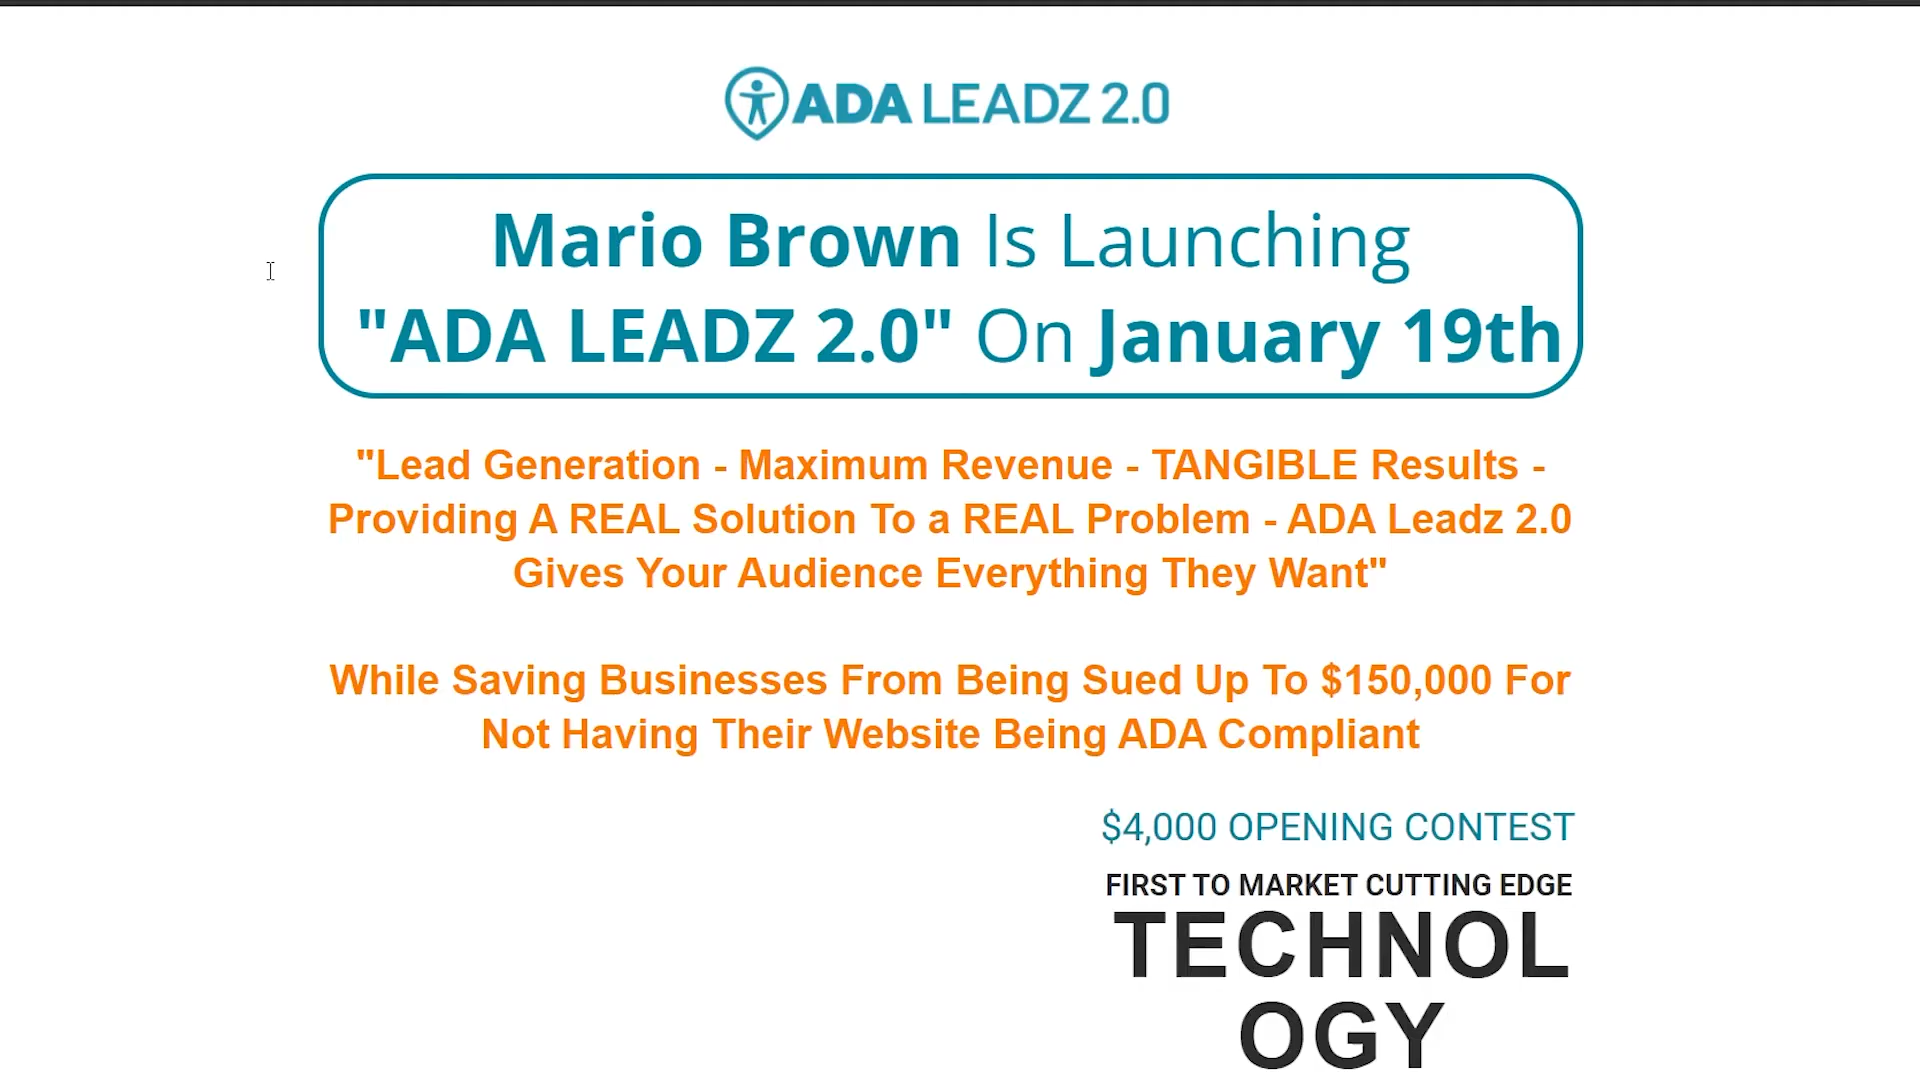 ADA LEADZ 2.0
Mario Brown Is Launching
"ADA LEADZ 2.0" On January 19th
"Lead Generation - Maximum Revenue - TANGIBLE Results -
Providing A REAL Solution To a REAL Problem - ADA Leadz 2.0
Gives Your Audience Everything They Want"
While Saving Businesses From Being Sued Up To $150,000 For
Not Having Their Website Being ADA Compliant
$4,000 OPENING CONTEST
FIRST TO MARKET CUTTING EDGE
TECHNOL
OGY